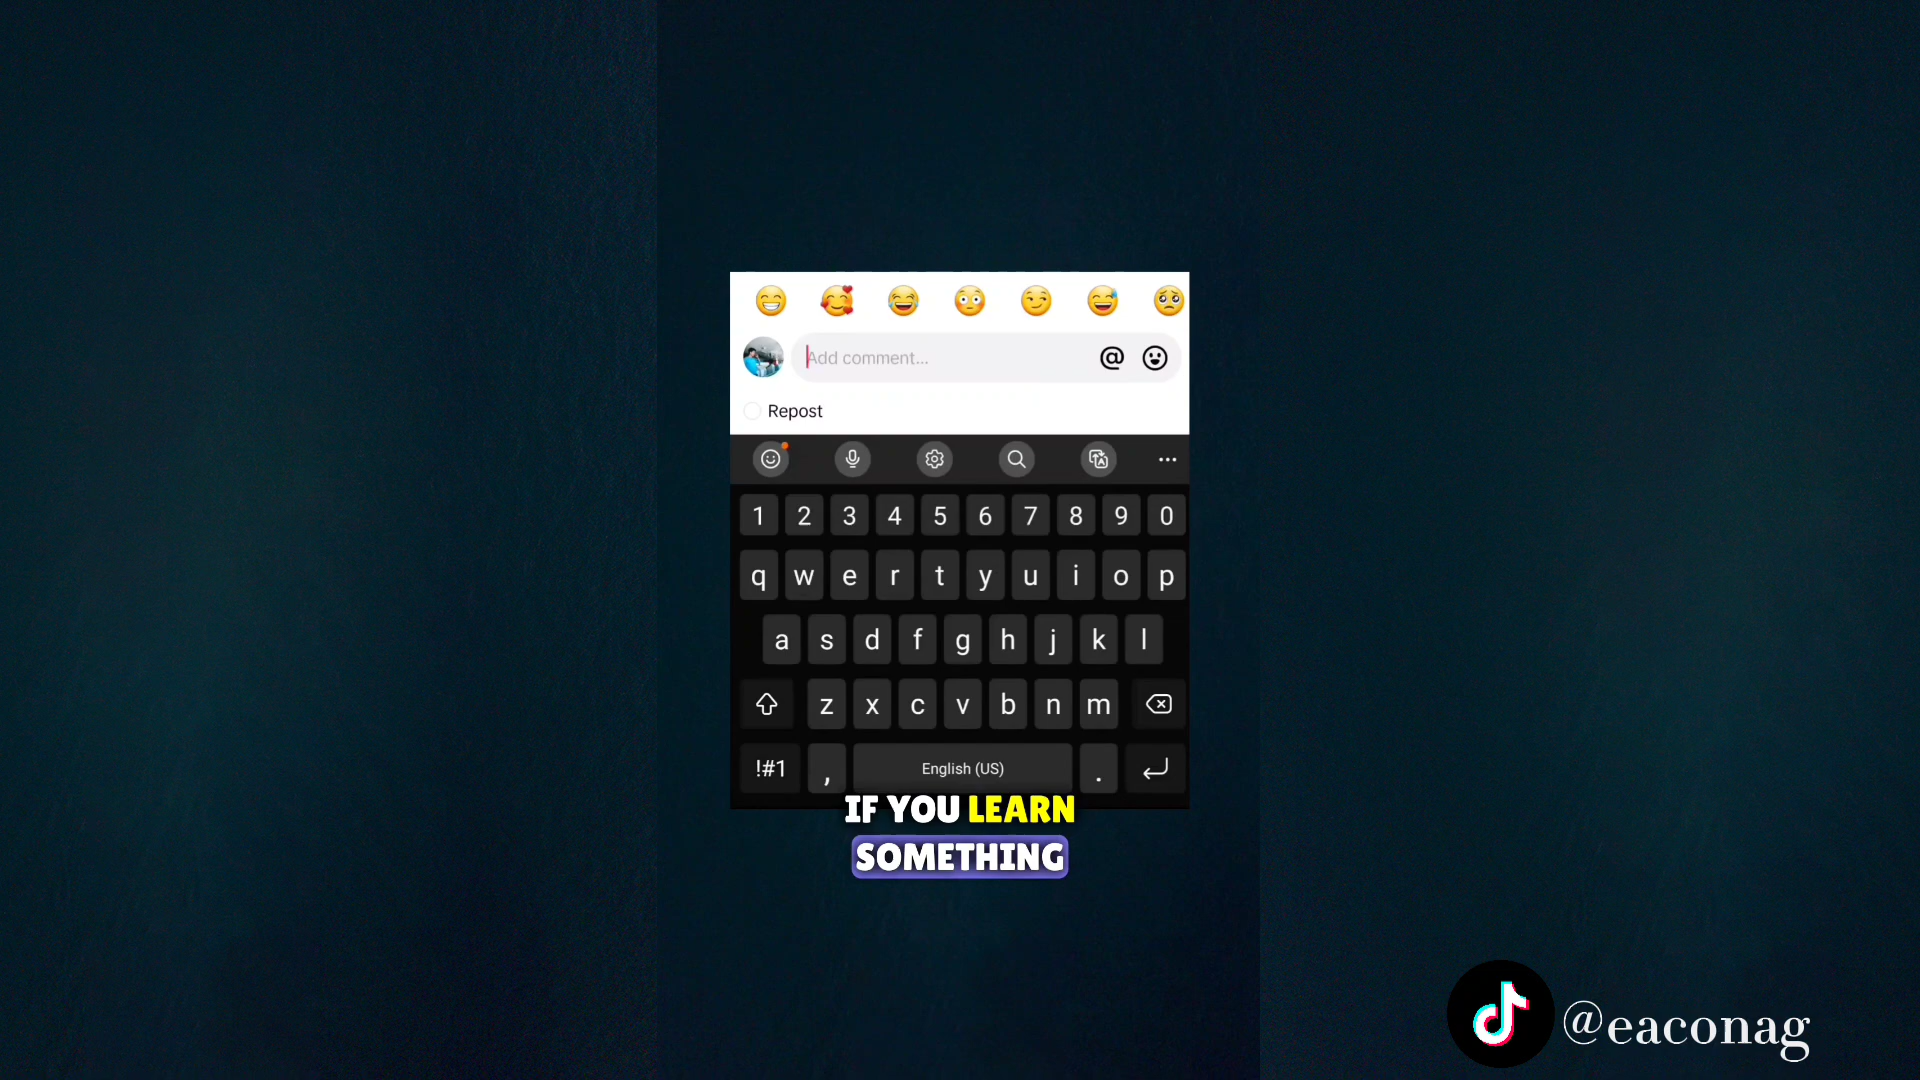 Add comment...
@
Repost
1 2 3 4 5 6 7 8 9 0
q w e r t y u i o p
a s d f g h j k l
z x c v b n m
!#1 , English (US) .
IF YOU LEARN
SOMETHING
@eaconag